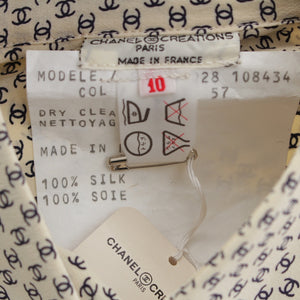 CHANEL CREATIONS
PARIS
MADE IN FRANCE
MODELE 28 108434
COL 57
10
DRY CLEA
NETTOYAG
MADE IN
100% SILK
100% SOIE
CHANEL CREATIONS
PARIS